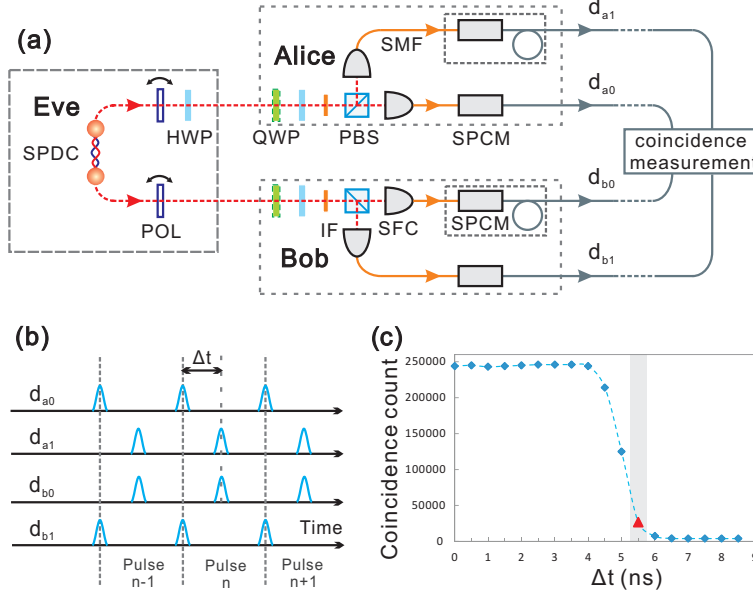 (a)
Eve
SPDC
HWP
POL
Alice
SMF
QWP
PBS
SPCM
Bob
IF
SFC
SPCM
d_a1
d_a0
d_b0
d_b1
coincidence
measurement
(b)
Δt
d_a0
d_a1
d_b0
d_b1
Time
Pulse
n-1
Pulse
n
Pulse
n+1
(c)
Coincidence count
250000
200000
150000
100000
50000
0
0 1 2 3 4 5 6 7 8 9
Δt (ns)